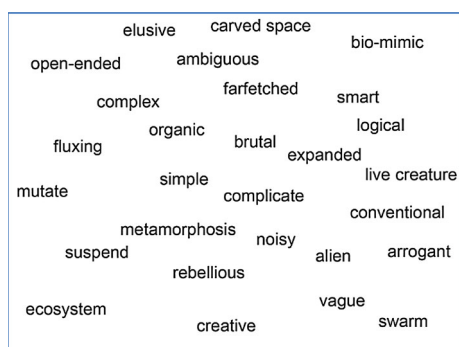 elusive
carved space
bio-mimic
open-ended
ambiguous
farfetched
smart
complex
logical
organic
brutal
fluxing
expanded
live creature
simple
mutate
complicate
conventional
metamorphosis
noisy
suspend
alien
arrogant
rebellious
vague
ecosystem
swarm
creative